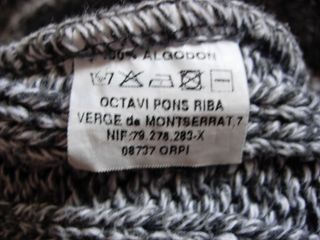 ALGODON
OCTAVI PONS RIBA
VERGE de MONTSERRAT,7
NIF:79.278.283-X
08737 ORPI